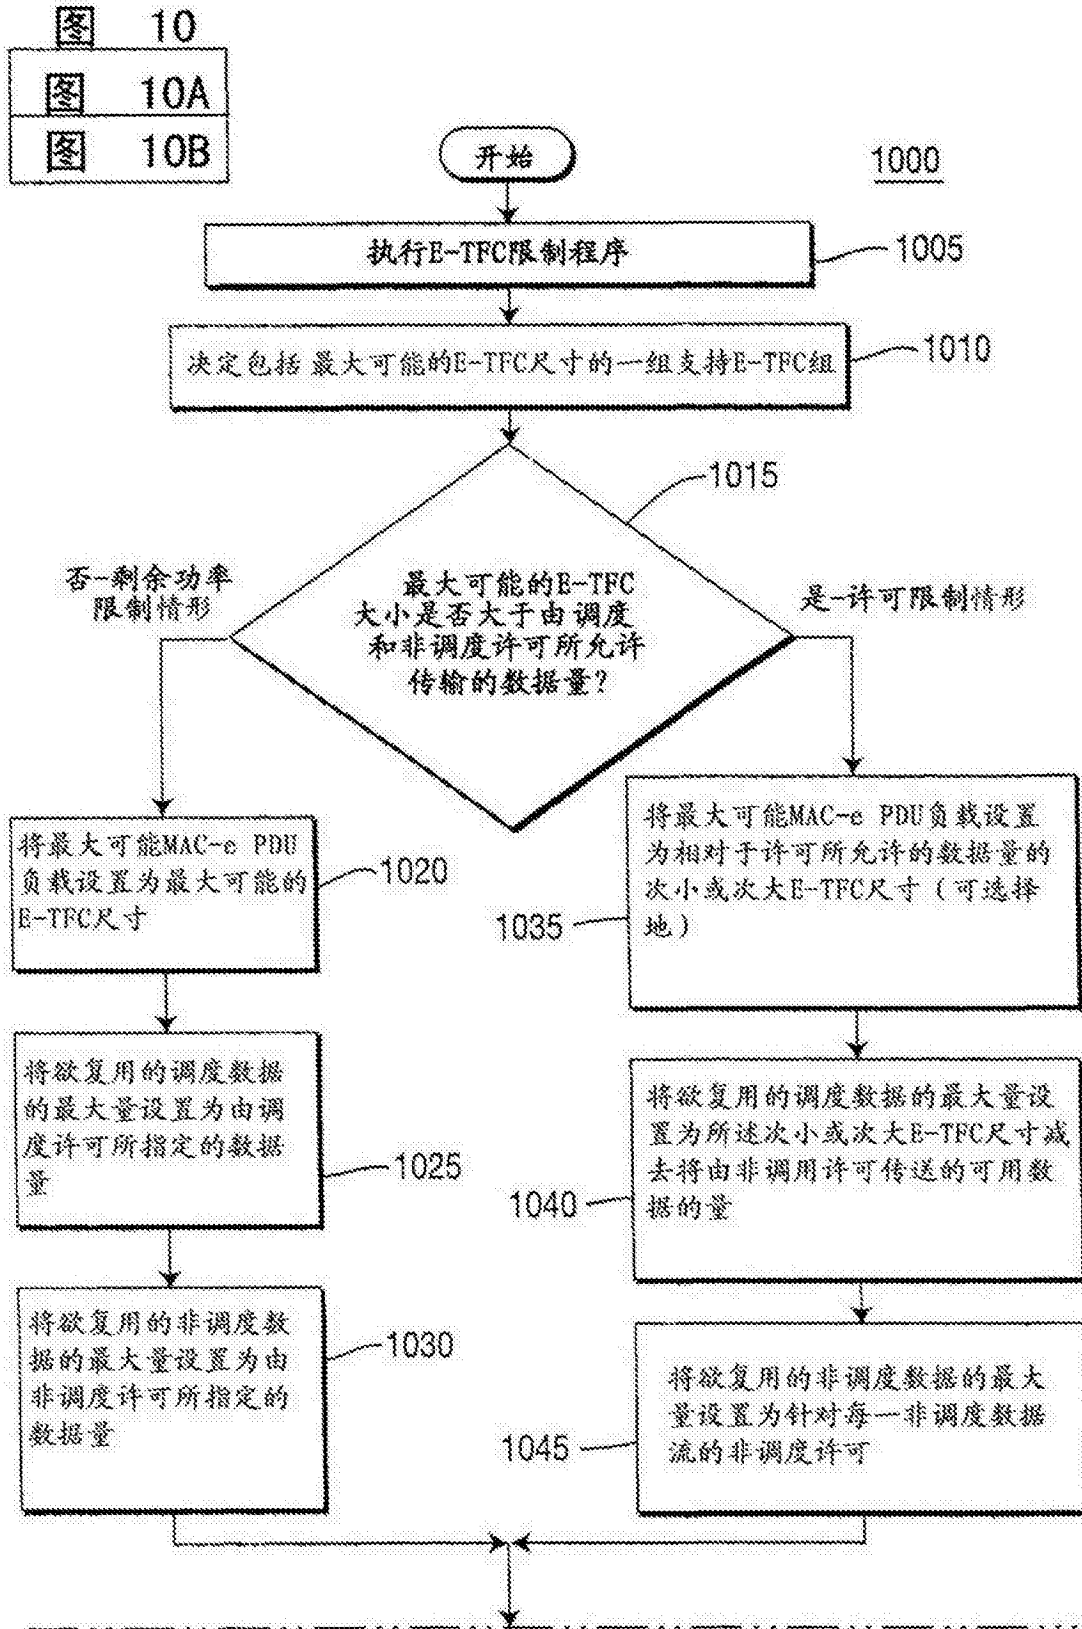 图 10
图 10A
图 10B
开始
1000
执行E-TFC限制程序
1005
决定包括 最大可能的E-TFC尺寸的一组支持E-TFC组
1010
1015
否-剩余功率
限制情形
最大可能的E-TFC
大小是否大于由调度
和非调度许可所允许
传输的数据量?
是-许可限制情形
将最大可能MAC-e PDU
负载设置为最大可能的
E-TFC尺寸
1020
将最大可能MAC-e PDU负载设置
为相对于许可所允许的数据量的
次小或次大E-TFC尺寸(可选择
地)
1035
将欲复用的调度数据
的最大量设置为由调
度许可所指定的数据
量
1025
将欲复用的调度数据的最大量设
置为所述次小或次大E-TFC尺寸减
去将由非调用许可传送的可用数
据的量
1040
将欲复用的非调度数
据的最大量设置为由
非调度许可所指定的
数据量
1030
将欲复用的非调度数据的最大
量设置为针对每一非调度数据
流的非调度许可
1045